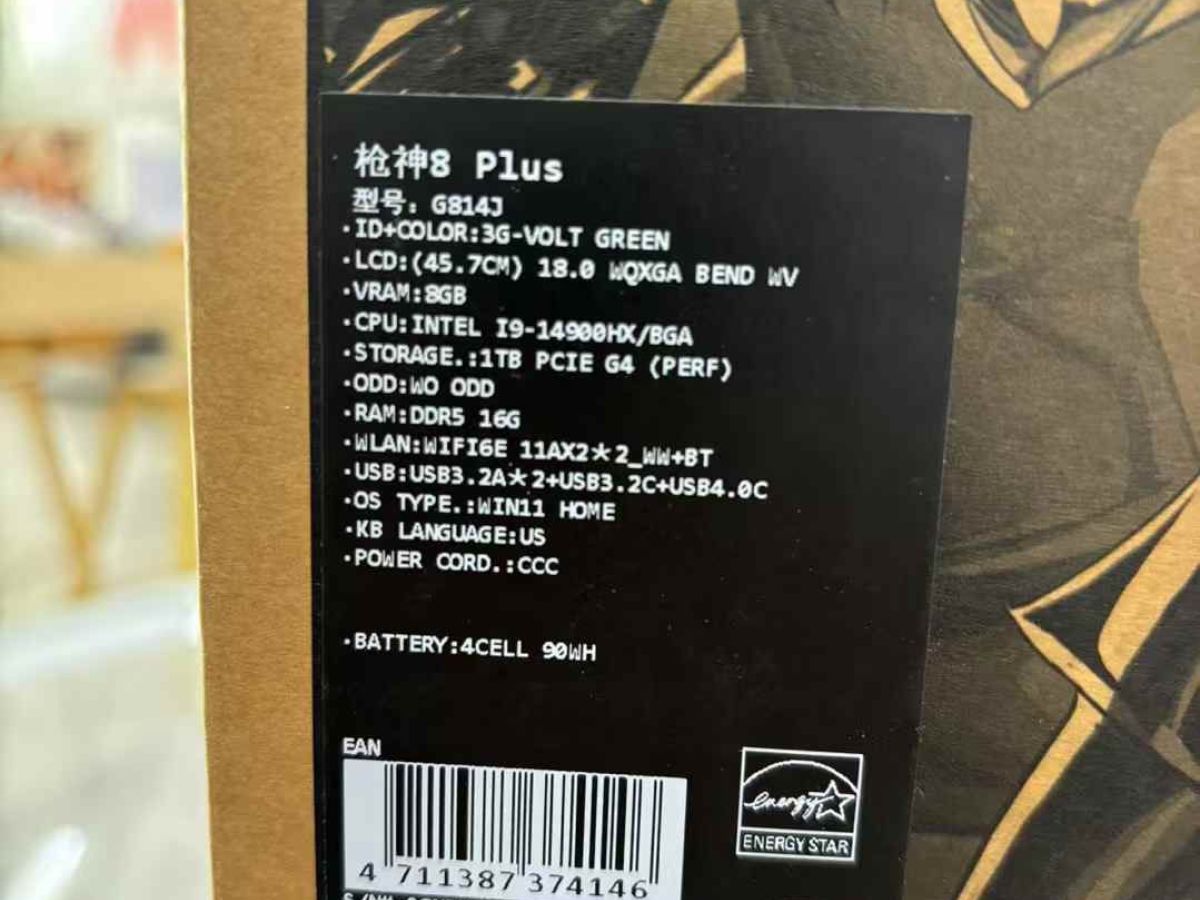 枪神8 Plus
型号: G814J
·ID+COLOR:3G-VOLT GREEN
·LCD:(45.7CM) 18.0 WQXGA BEND WV
·VRAM:8GB
·CPU:INTEL I9-14900HX/BGA
·STORAGE.:1TB PCIE G4 (PERF)
·ODD:WO ODD
·RAM:DDR5 16G
·WLAN:WIFI6E 11AX2*2_WW+BT
·USB:USB3.2A*2+USB3.2C+USB4.0C
·OS TYPE.:WIN11 HOME
·KB LANGUAGE:US
·POWER CORD.:CCC
·BATTERY:4CELL 90WH
EAN
energy
ENERGY STAR
4 711387 374146